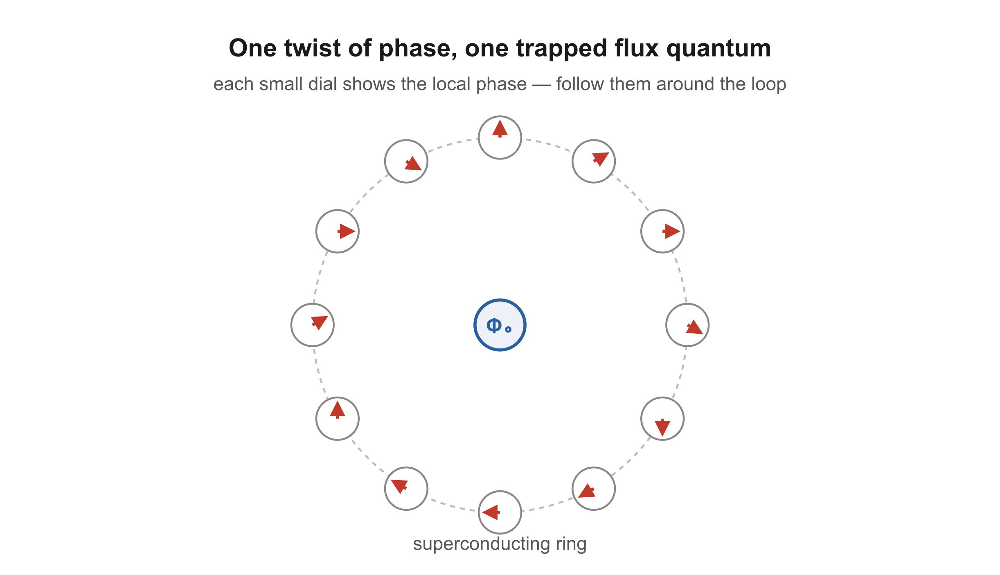 One twist of phase, one trapped flux quantum
each small dial shows the local phase — follow them around the loop
Φ₀
superconducting ring